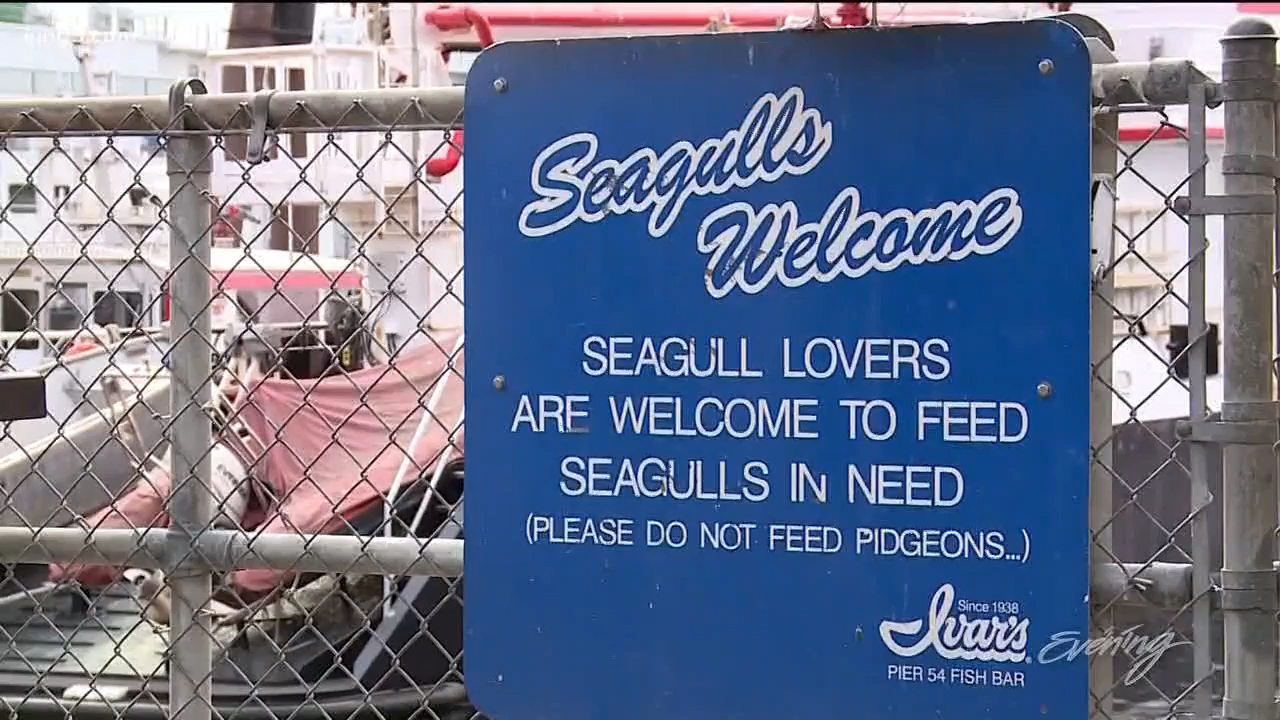 Seagulls
Welcome
SEAGULL LOVERS
ARE WELCOME TO FEED
SEAGULLS IN NEED
(PLEASE DO NOT FEED PIDGEONS...)
Since 1938
Ivar's
PIER 54 FISH BAR
Evening